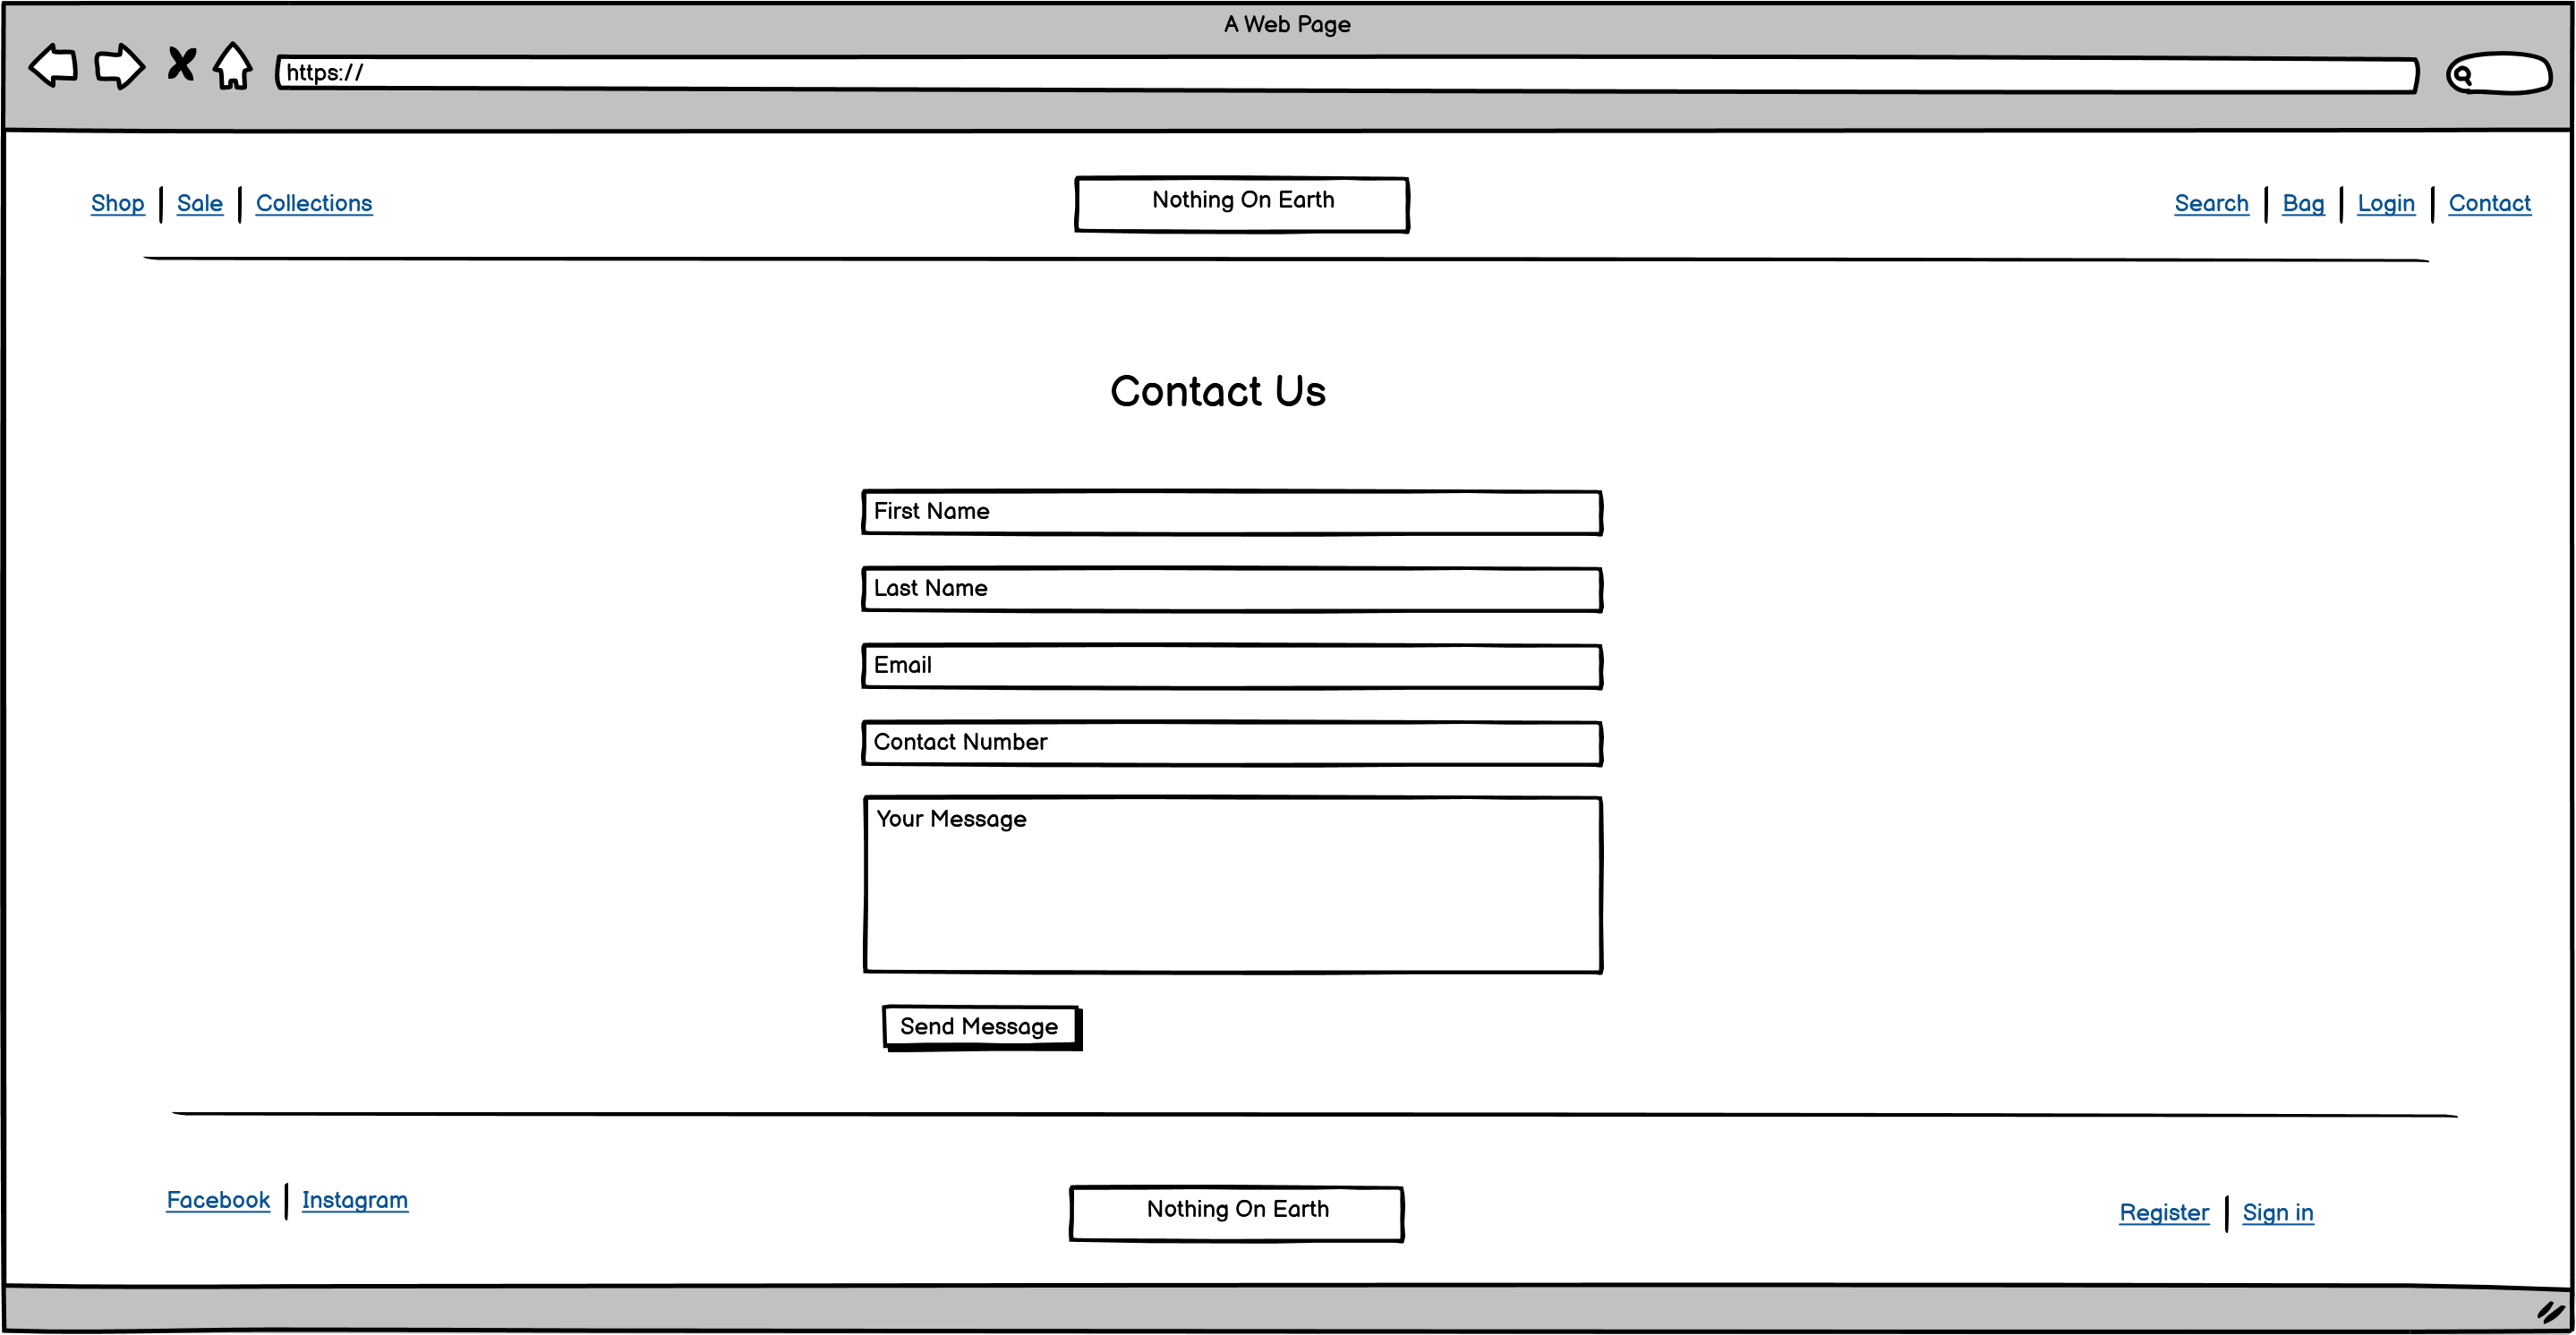 A Web Page
https://
Shop | Sale | Collections
Nothing On Earth
Search | Bag | Login | Contact
Contact Us
First Name
Last Name
Email
Contact Number
Your Message
Send Message
Facebook | Instagram
Nothing On Earth
Register | Sign in